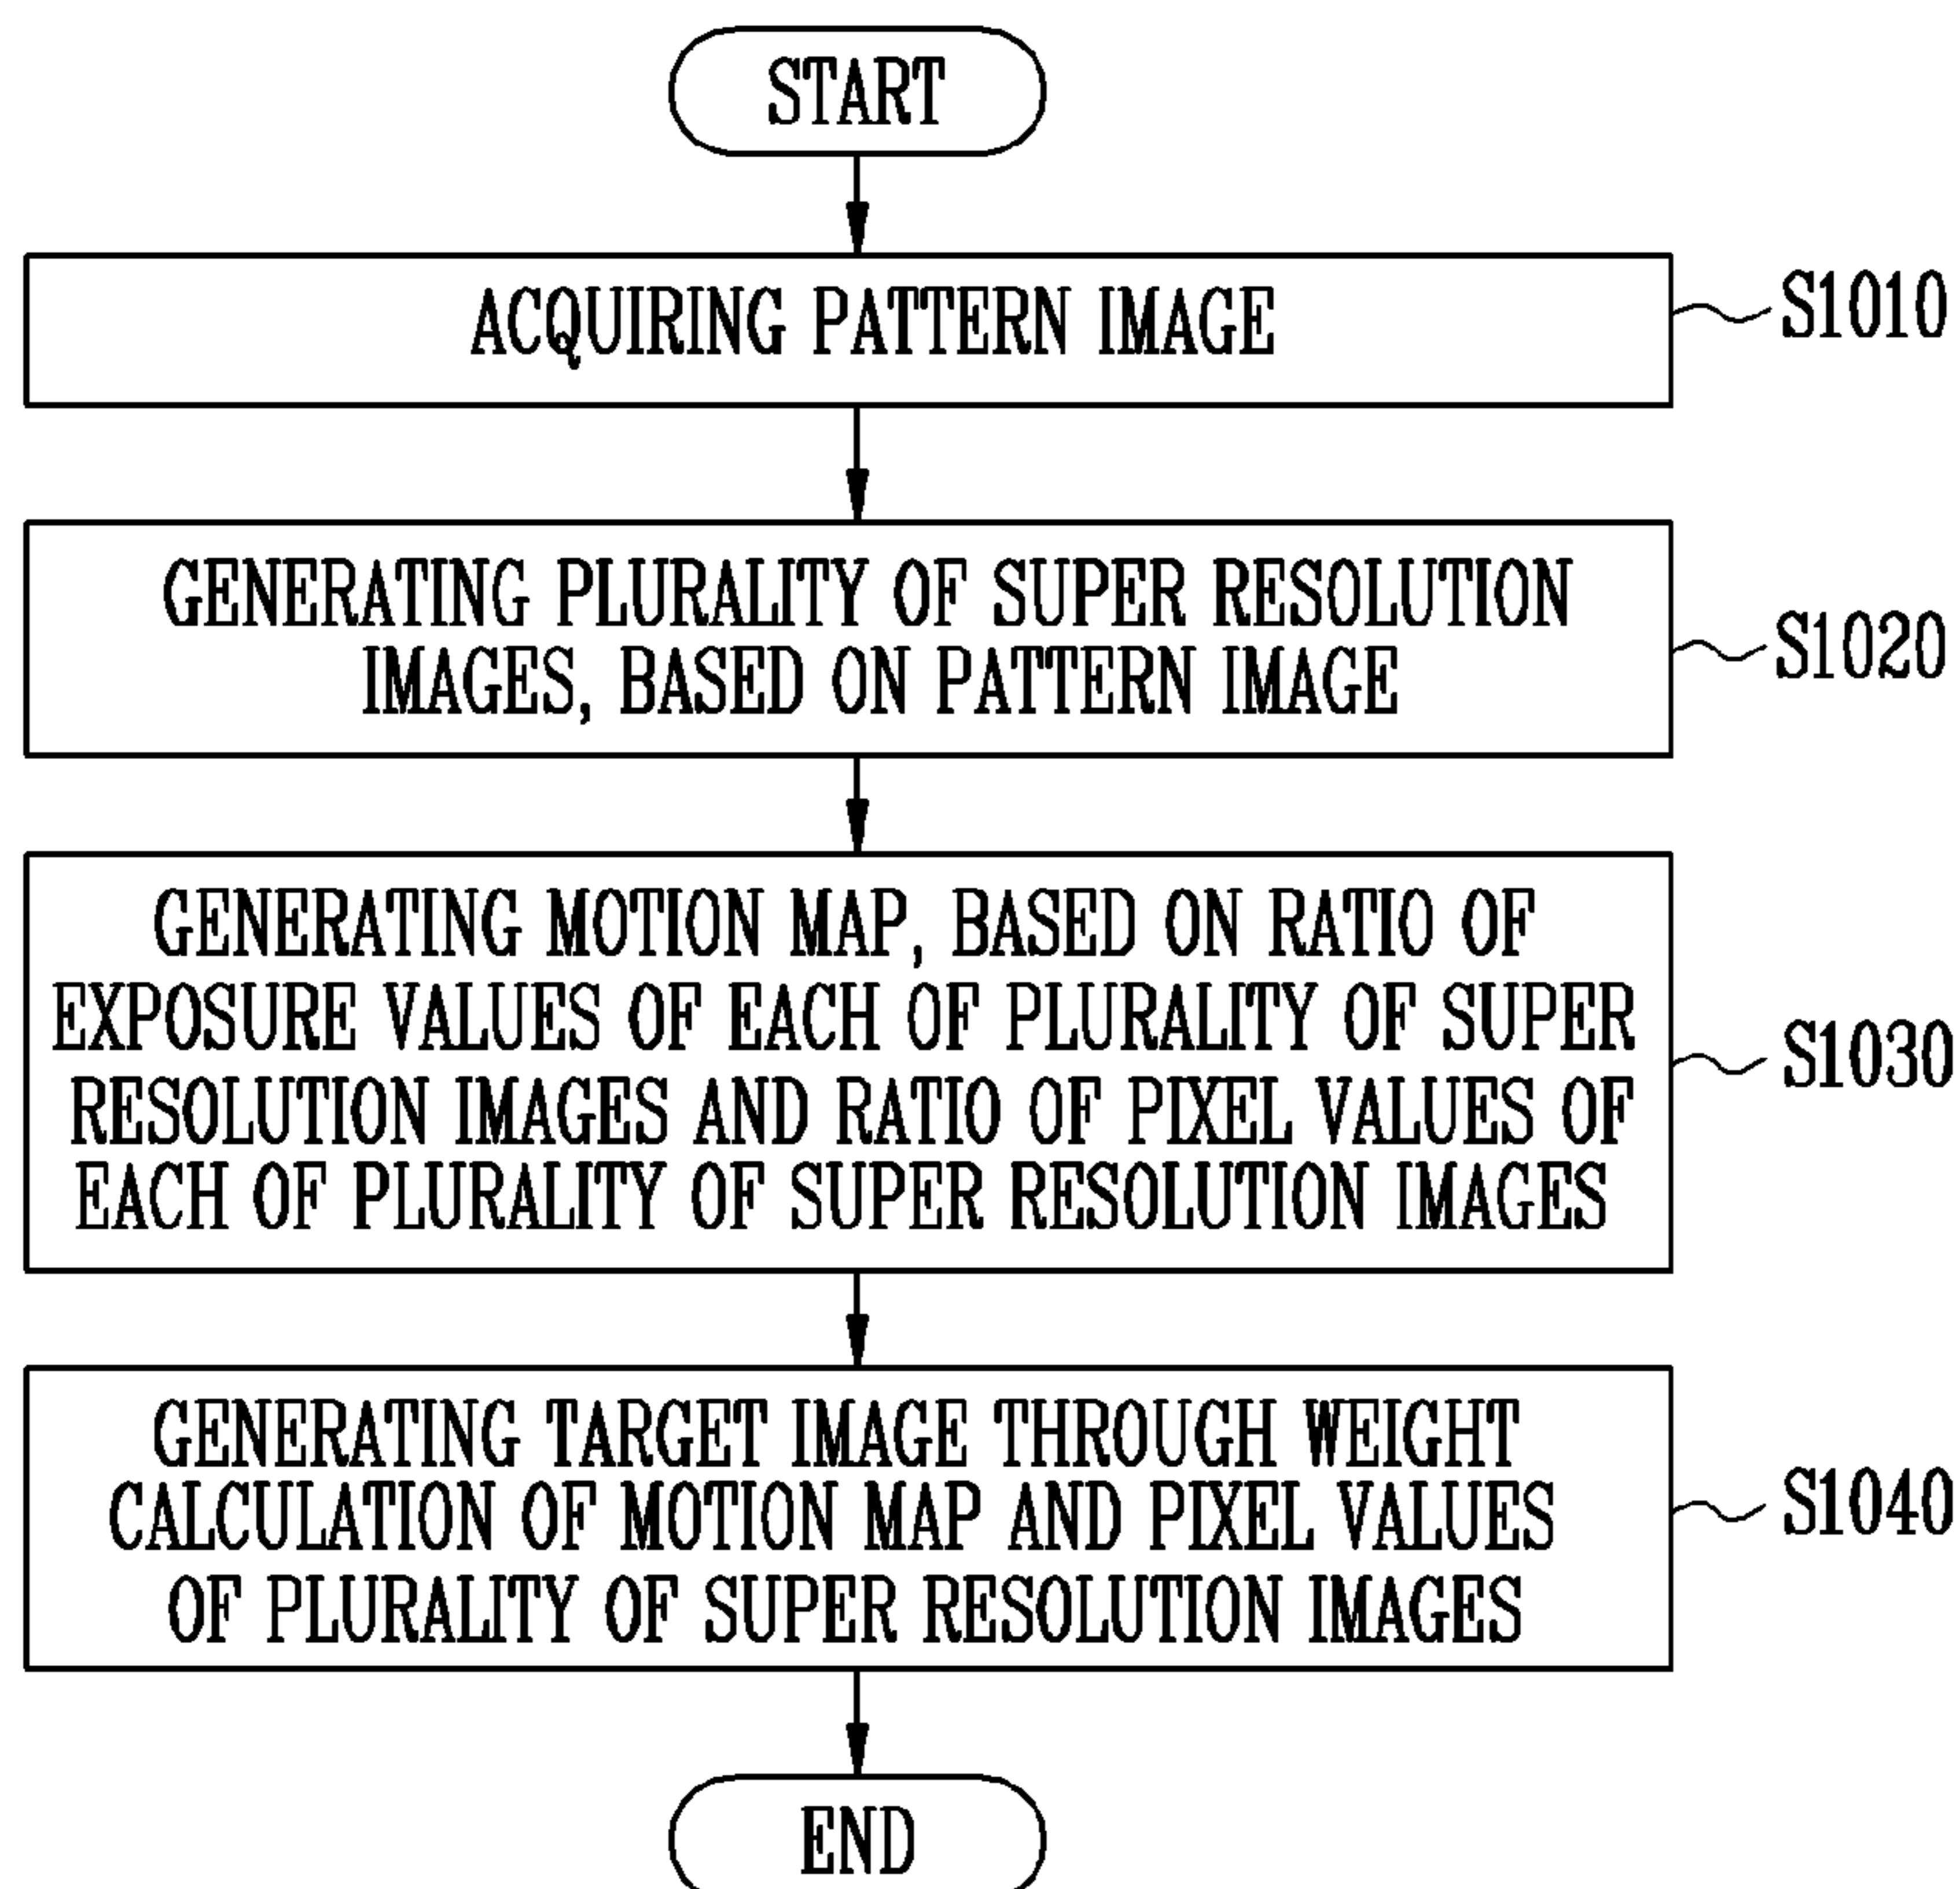 START
ACQUIRING PATTERN IMAGE
S1010
GENERATING PLURALITY OF SUPER RESOLUTION
IMAGES, BASED ON PATTERN IMAGE
S1020
GENERATING MOTION MAP, BASED ON RATIO OF
EXPOSURE VALUES OF EACH OF PLURALITY OF SUPER
RESOLUTION IMAGES AND RATIO OF PIXEL VALUES OF
EACH OF PLURALITY OF SUPER RESOLUTION IMAGES
S1030
GENERATING TARGET IMAGE THROUGH WEIGHT
CALCULATION OF MOTION MAP AND PIXEL VALUES
OF PLURALITY OF SUPER RESOLUTION IMAGES
S1040
END